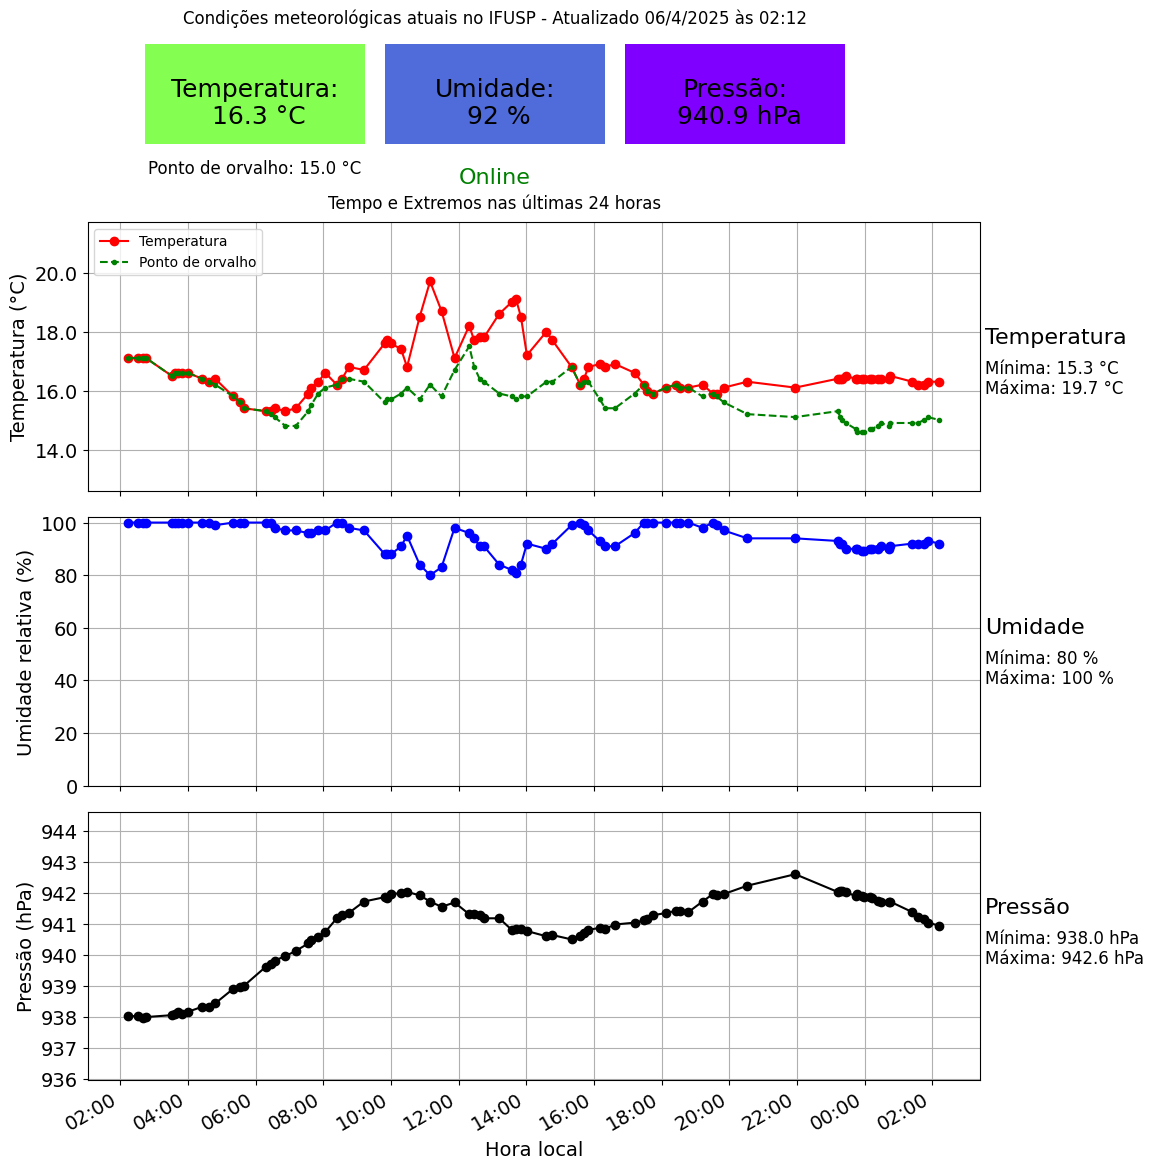 Condições meteorológicas atuais no IFUSP - Atualizado 06/4/2025 às 02:12
Temperatura:
16.3 °C
Umidade:
92 %
Pressão:
940.9 hPa
Ponto de orvalho: 15.0 °C
Online
Tempo e Extremos nas últimas 24 horas
Temperatura
Ponto de orvalho
Temperatura (°C)
20.0
18.0
16.0
14.0
Temperatura
Mínima: 15.3 °C
Máxima: 19.7 °C
Umidade relativa (%)
100
80
60
40
20
0
Umidade
Mínima: 80 %
Máxima: 100 %
Pressão (hPa)
944
943
942
941
940
939
938
937
936
Pressão
Mínima: 938.0 hPa
Máxima: 942.6 hPa
02:00 04:00 06:00 08:00 10:00 12:00 14:00 16:00 18:00 20:00 22:00 00:00 02:00
Hora local